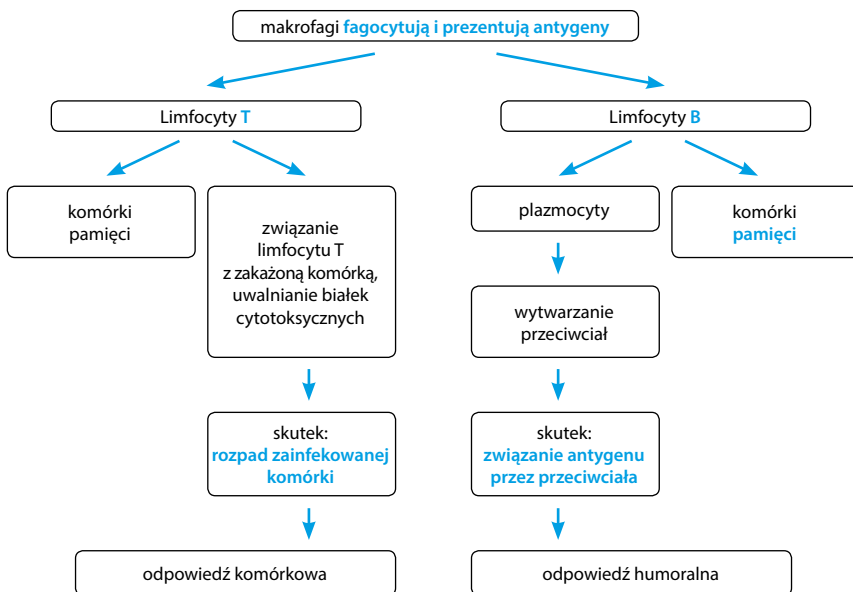 makrofagi fagocytują i prezentują antygeny
Limfocyty T
Limfocyty B
komórki
pamięci
związanie
limfocytu T
z zakażoną komórką,
uwalnianie białek
cytotoksycznych
plazmocyty
komórki
pamięci
wytwarzanie
przeciwciał
skutek:
rozpad zainfekowanej
komórki
skutek:
związanie antygenu
przez przeciwciała
odpowiedź komórkowa
odpowiedź humoralna